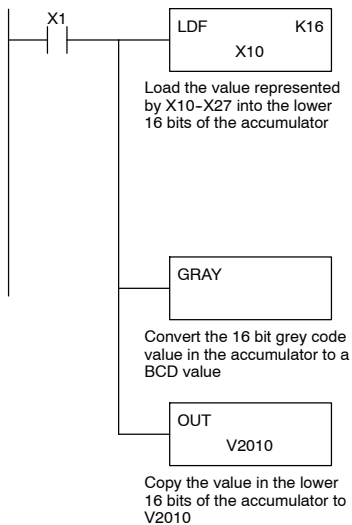 X1
LDF K16
X10
Load the value represented
by X10-X27 into the lower
16 bits of the accumulator
GRAY
Convert the 16 bit grey code
value in the accumulator to a
BCD value
OUT
V2010
Copy the value in the lower
16 bits of the accumulator to
V2010